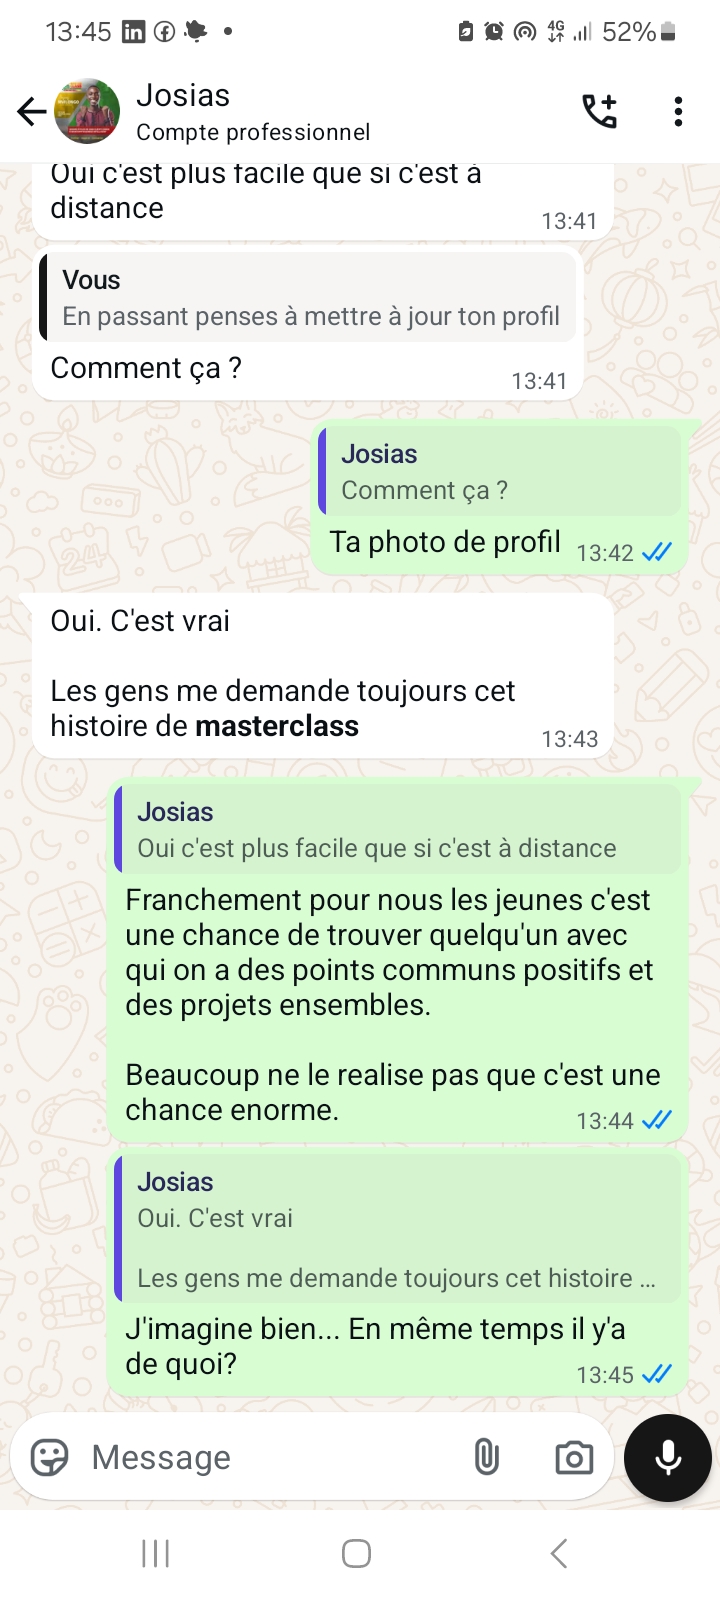 13:45
4G
52%
Josias
Compte professionnel
Oui c'est plus facile que si c'est à
distance
13:41
Vous
En passant penses à mettre à jour ton profil
Comment ça ?
13:41
Josias
Comment ça ?
Ta photo de profil
13:42
Oui. C'est vrai
Les gens me demande toujours cet
histoire de masterclass
13:43
Josias
Oui c'est plus facile que si c'est à distance
Franchement pour nous les jeunes c'est
une chance de trouver quelqu'un avec
qui on a des points communs positifs et
des projets ensembles.
Beaucoup ne le realise pas que c'est une
chance enorme.
13:44
Josias
Oui. C'est vrai
Les gens me demande toujours cet histoire ...
J'imagine bien... En même temps il y'a
de quoi?
13:45
Message